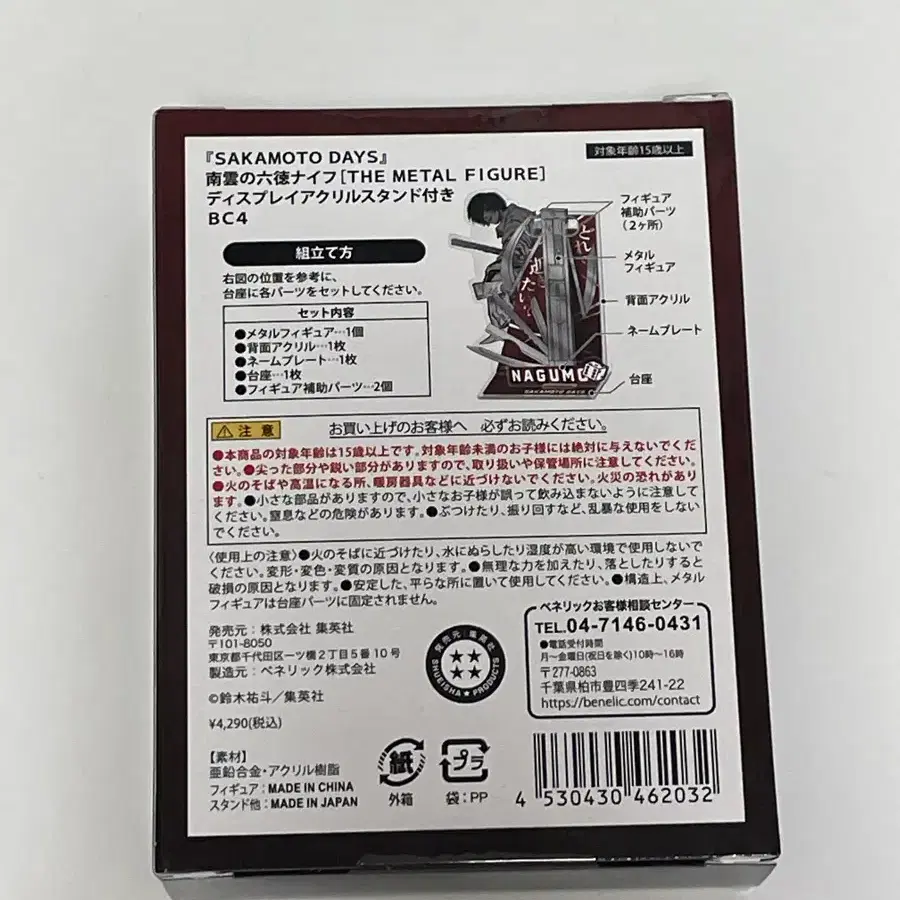 『SAKAMOTO DAYS』
対象年齢15歳以上
南雲の六徳ナイフ[THE METAL FIGURE]
ディスプレイアクリルスタンド付き
BC4
組立て方
右図の位置を参考に、
台座に各パーツをセットしてください。
セット内容
●メタルフィギュア…1個
●背面アクリル…1枚
●ネームプレート…1枚
●台座…1枚
●フィギュア補助パーツ…2個
フィギュア
補助パーツ
(2ヶ所)
メタル
フィギュア
背面アクリル
ネームプレート
台座
NAGUMO
SAKAMOTO DAYS
⚠注意
お買い上げのお客様へ 必ずお読みください。
●本商品の対象年齢は15歳以上です。対象年齢未満のお子様には絶対に与えないでくだ
さい。●尖った部分や鋭い部分がありますので、取り扱いや保管場所に注意してください。
●火のそばや高温になる所、暖房器具などに近づけないでください。火災の恐れがあり
ます。●小さな部品がありますので、小さなお子様が誤って飲み込まないように注意して
ください。窒息などの危険があります。●ぶつけたり、振り回すなど、乱暴な使用をしない
でください。
〈使用上の注意〉●火のそばに近づけたり、水にぬらしたり湿度が高い環境で使用しないで
ください。変形・変色・変質の原因となります。●無理な力を加えたり、落としたりすると
破損の原因となります。●安定した、平らな所に置いて使用してください。●構造上、メタル
フィギュアは台座パーツに固定されません。
発売元:株式会社 集英社
〒101-8050
東京都千代田区一ツ橋2丁目5番10号
製造元:ベネリック株式会社
©鈴木祐斗/集英社
¥4,290(税込)
発売元:集英社
SHUEISHA★PRODUCTS
ベネリックお客様相談センター
TEL.04-7146-0431
●電話受付時間
月〜金曜日(祝日を除く)10時〜16時
〒277-0863
千葉県柏市豊四季241-22
https://benelic.com/contact
【素材】
亜鉛合金・アクリル樹脂
フィギュア:MADE IN CHINA
スタンド他:MADE IN JAPAN
紙
外箱
プラ
袋:PP
4 530430 462032